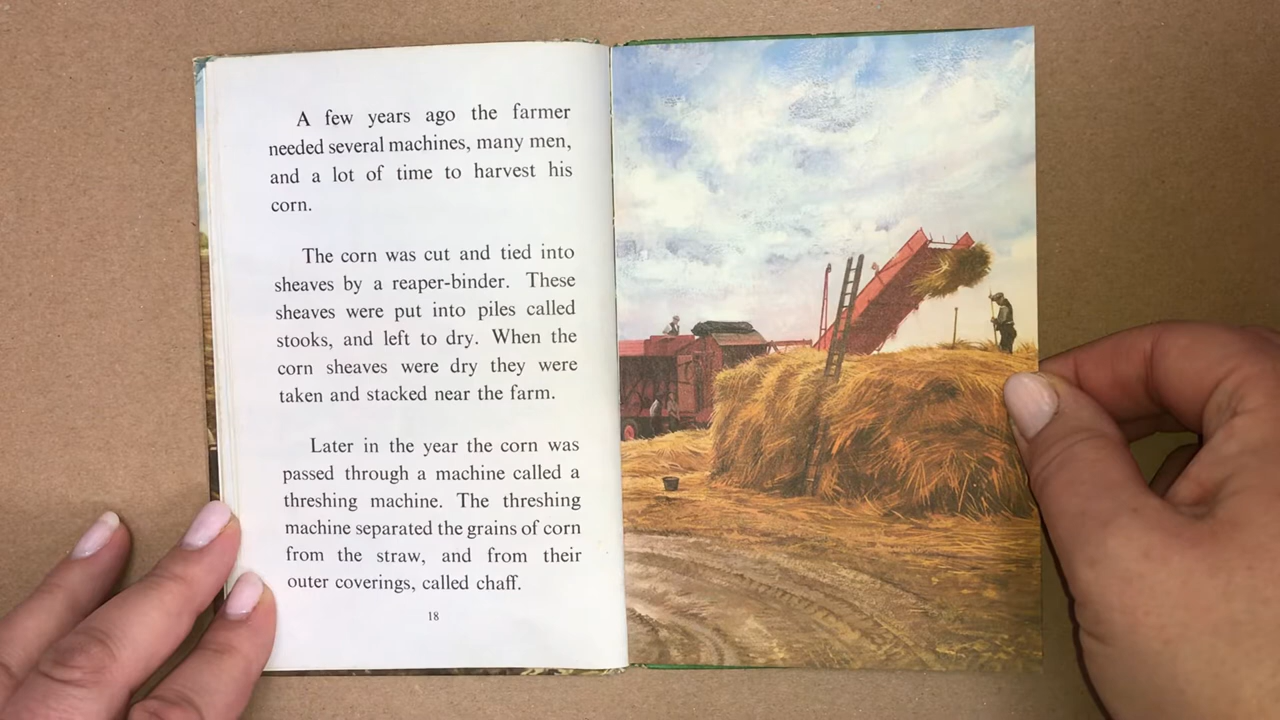 A few years ago the farmer
needed several machines, many men,
and a lot of time to harvest his
corn.
The corn was cut and tied into
sheaves by a reaper-binder. These
sheaves were put into piles called
stooks, and left to dry. When the
corn sheaves were dry they were
taken and stacked near the farm.
Later in the year the corn was
passed through a machine called a
threshing machine. The threshing
machine separated the grains of corn
from the straw, and from their
outer coverings, called chaff.
18